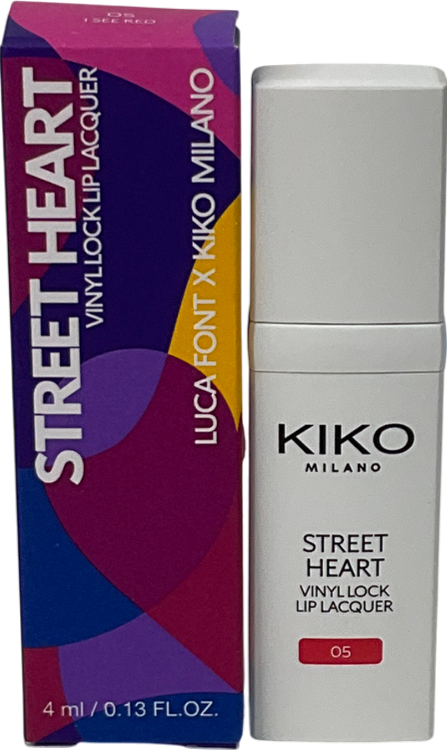 05
I SEE RED
STREET HEART
VINYL LOCK LIP LACQUER
LUCA FONT X KIKO MILANO
4 ml / 0.13 FL.OZ.
KIKO
MILANO
STREET
HEART
VINYL LOCK
LIP LACQUER
05